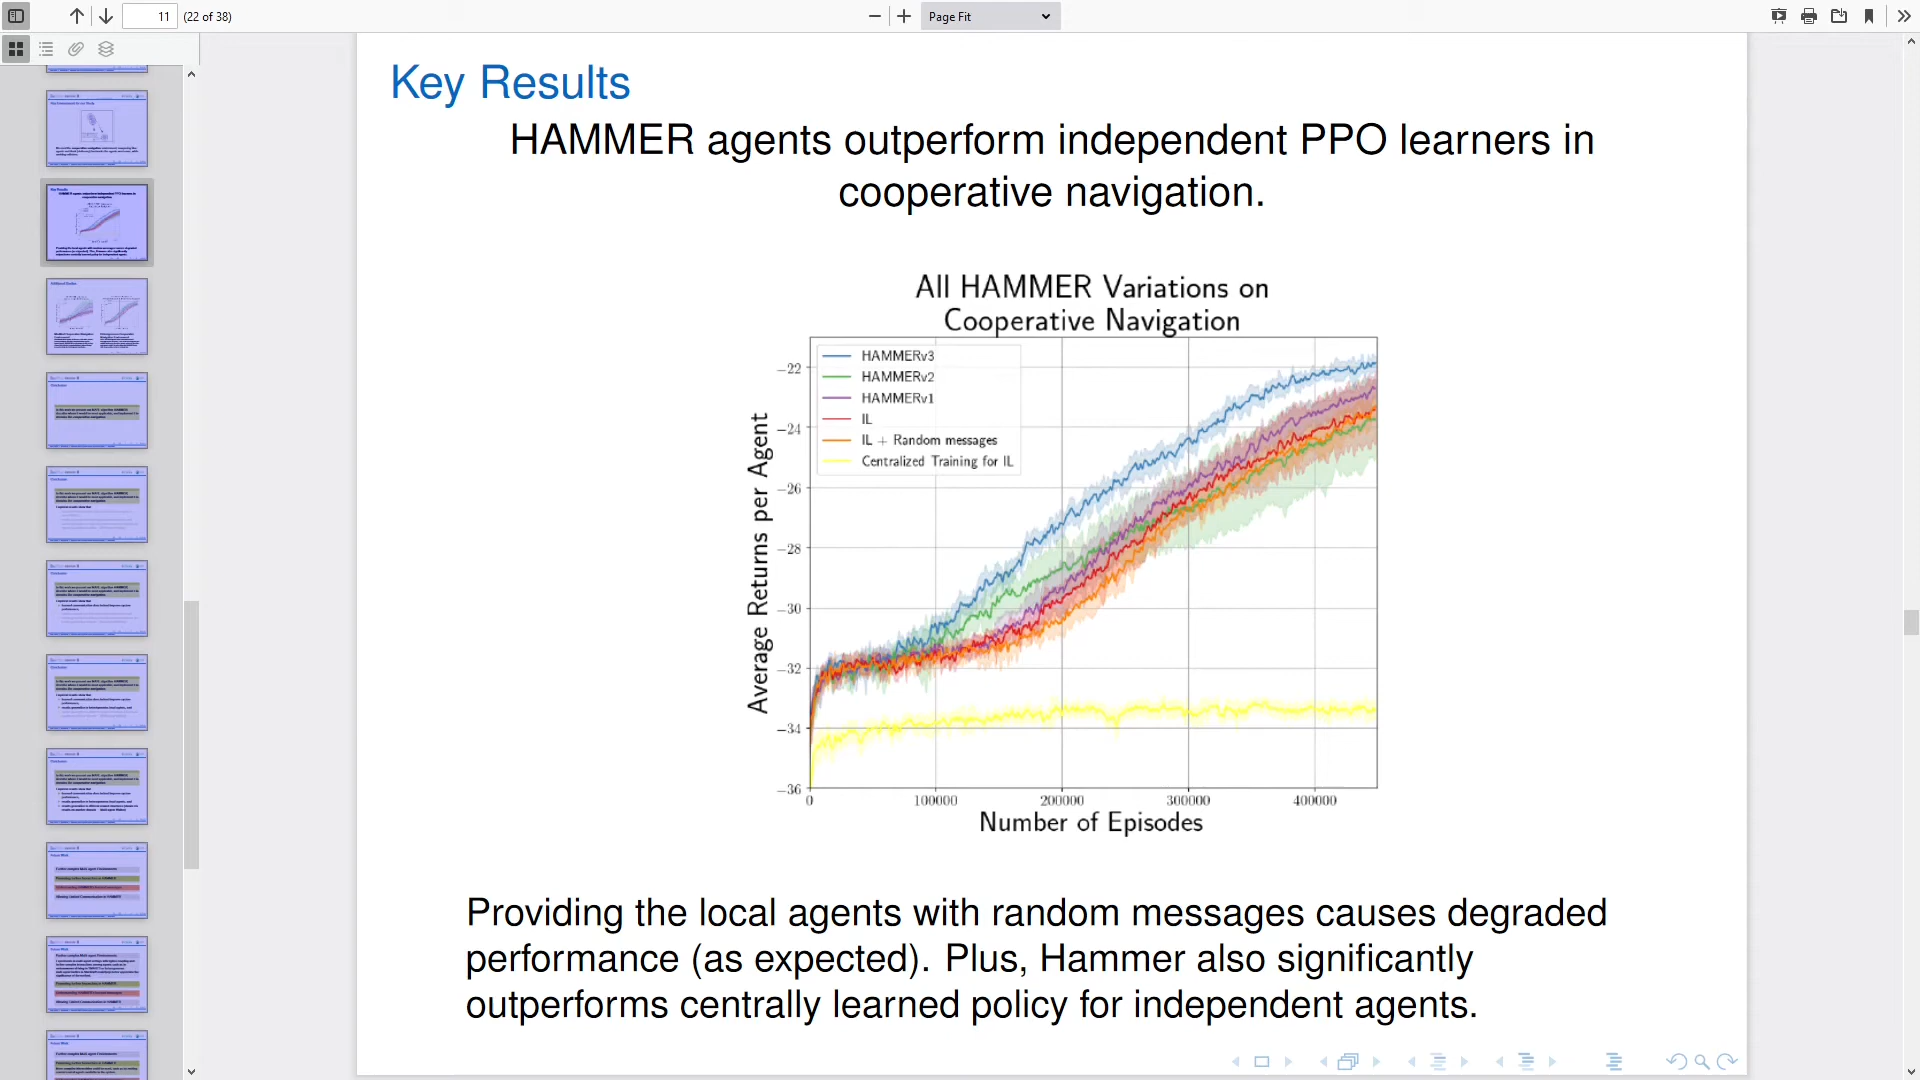 11
(22 of 38)
Page Fit
Key Results
HAMMER agents outperform independent PPO learners in
cooperative navigation.
All HAMMER Variations on
Cooperative Navigation
HAMMERv3
HAMMERv2
HAMMERv1
IL
IL + Random messages
Centralized Training for IL
Average Returns per Agent
−22
−24
−26
−28
−30
−32
−34
−36
0 100000 200000 300000 400000
Number of Episodes
Providing the local agents with random messages causes degraded
performance (as expected). Plus, Hammer also significantly
outperforms centrally learned policy for independent agents.